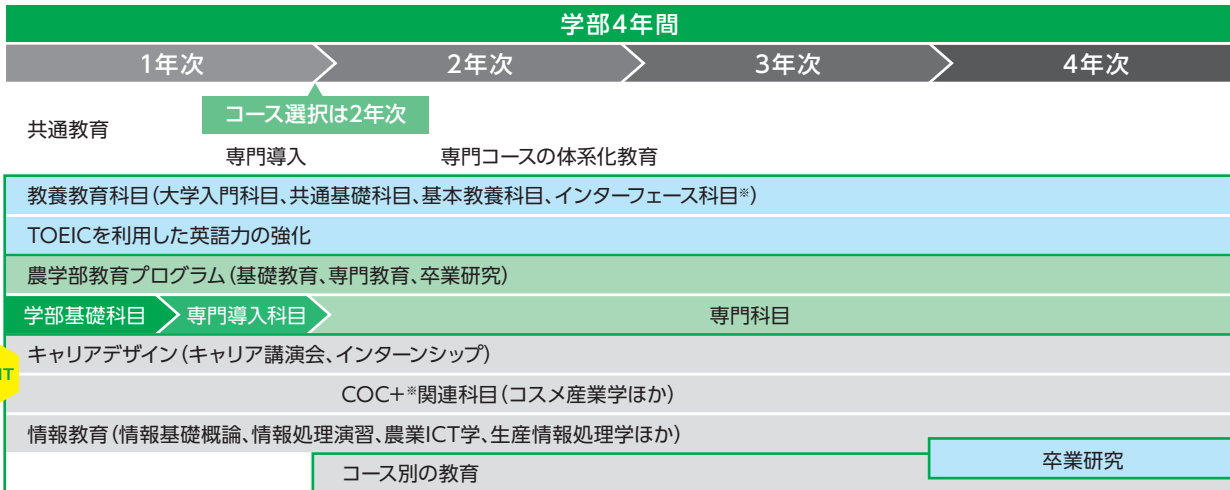 学部4年間
1年次
2年次
3年次
4年次
コース選択は2年次
共通教育
専門導入
専門コースの体系化教育
教養教育科目(大学入門科目、共通基礎科目、基本教養科目、インターフェース科目※)
TOEICを利用した英語力の強化
農学部教育プログラム(基礎教育、専門教育、卒業研究)
学部基礎科目
専門導入科目
専門科目
キャリアデザイン(キャリア講演会、インターンシップ)
COC+※関連科目(コスメ産業学ほか)
情報教育(情報基礎概論、情報処理演習、農業ICT学、生産情報処理学ほか)
卒業研究
コース別の教育